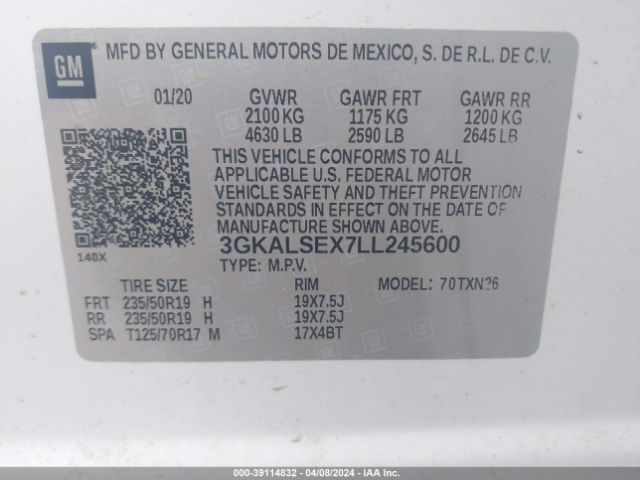 GM MFD BY GENERAL MOTORS DE MEXICO, S. DE R.L. DE C.V.
01/20 GVWR GAWR FRT GAWR RR
2100 KG 1175 KG 1200 KG
4630 LB 2590 LB 2645 LB
THIS VEHICLE CONFORMS TO ALL
APPLICABLE U.S. FEDERAL MOTOR
VEHICLE SAFETY AND THEFT PREVENTION
STANDARDS IN EFFECT ON THE DATE OF
MANUFACTURE SHOWN ABOVE.
3GKALSEX7LL245600
140X
TYPE: M.P.V.
TIRE SIZE RIM MODEL: 70TXN26
FRT 235/50R19 H 19X7.5J
RR 235/50R19 H 19X7.5J
SPA T125/70R17 M 17X4BT
000-39114832 - 04/08/2024 - IAA, LLC - COPART